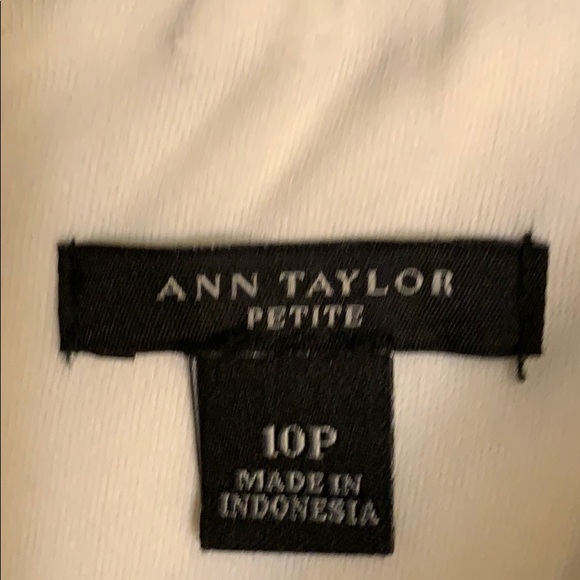 ANN TAYLOR
PETITE
10P
MADE IN
INDONESIA